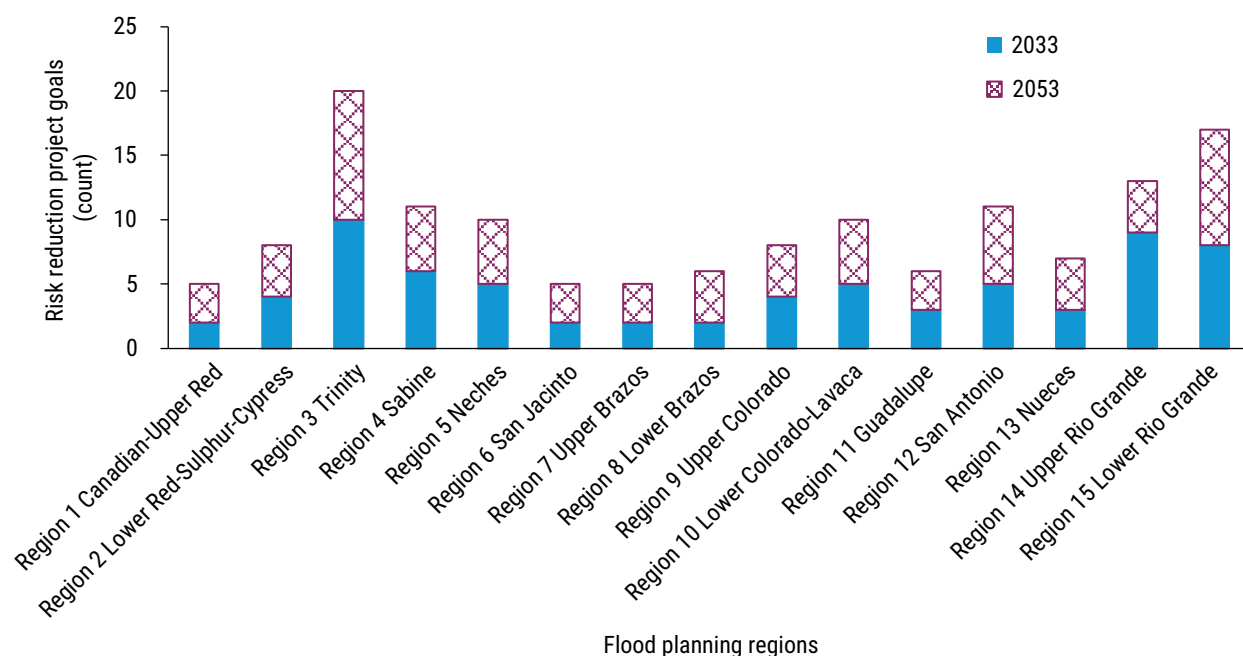 Risk reduction project goals
(count)
25
20
15
10
5
0
2033
2053
Region 1 Canadian-Upper Red
Region 2 Lower Red-Sulphur-Cypress
Region 3 Trinity
Region 4 Sabine
Region 5 Neches
Region 6 San Jacinto
Region 7 Upper Brazos
Region 8 Lower Brazos
Region 9 Upper Colorado
Region 10 Lower Colorado-Lavaca
Region 11 Guadalupe
Region 12 San Antonio
Region 13 Nueces
Region 14 Upper Rio Grande
Region 15 Lower Rio Grande
Flood planning regions